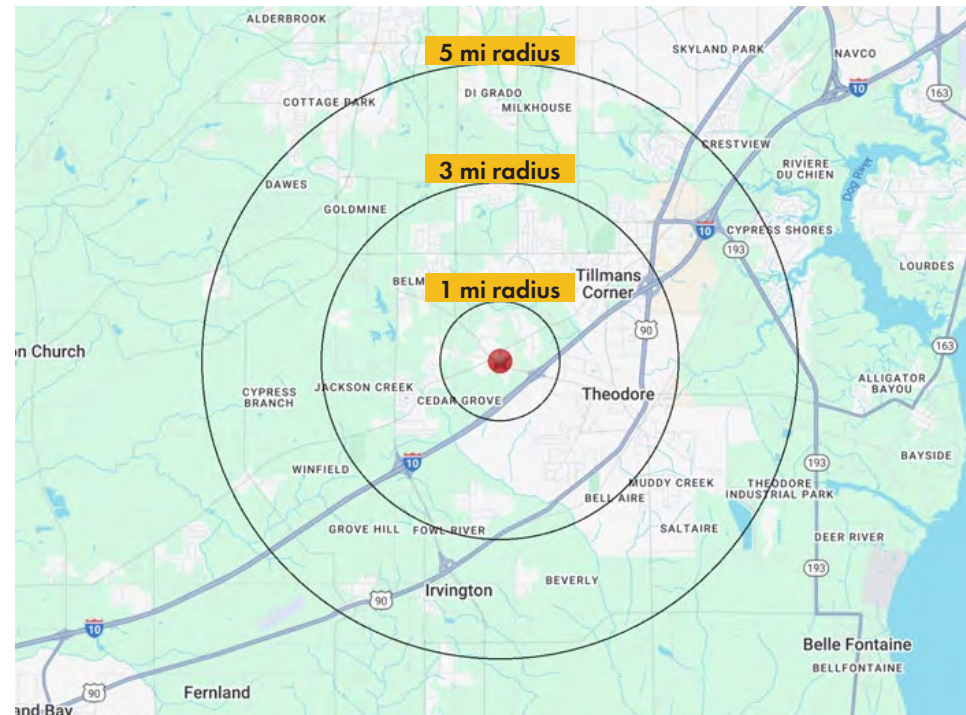 ALDERBROOK
5 mi radius
SKYLAND PARK
NAVCO
10
163
DI GRADO
COTTAGE PARK
MILKHOUSE
CRESTVIEW
RIVIERE
DU CHIEN
Dog River
3 mi radius
DAWES
GOLDMINE
10
CYPRESS SHORES
193
LOURDES
BELM
1 mi radius
Tillmans
Corner
90
163
on Church
ALLIGATOR
BAYOU
CYPRESS
BRANCH
JACKSON CREEK
CEDAR GROVE
Theodore
BAYSIDE
10
193
WINFIELD
MUDDY CREEK
THEODORE
INDUSTRIAL PARK
BELL AIRE
GROVE HILL
FOWL RIVER
SALTAIRE
DEER RIVER
193
BEVERLY
Irvington
90
10
Belle Fontaine
BELLFONTAINE
90
Fernland
and Bay